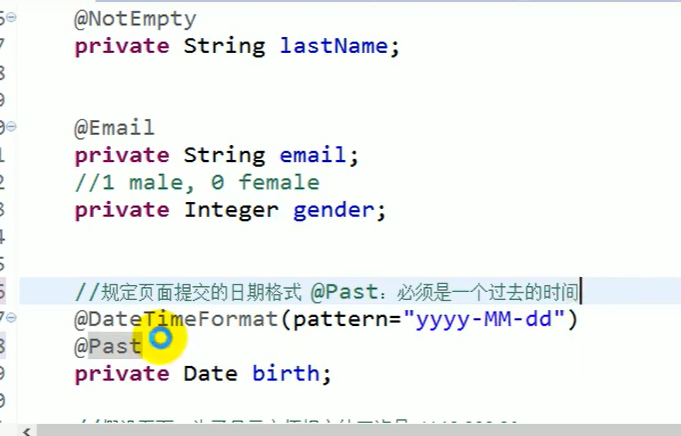 @NotEmpty
private String lastName;
@Email
private String email;
//1 male, 0 female
private Integer gender;
//规定页面提交的日期格式 @Past：必须是一个过去的时间
@DateTimeFormat(pattern="yyyy-MM-dd")
@Past
private Date birth;